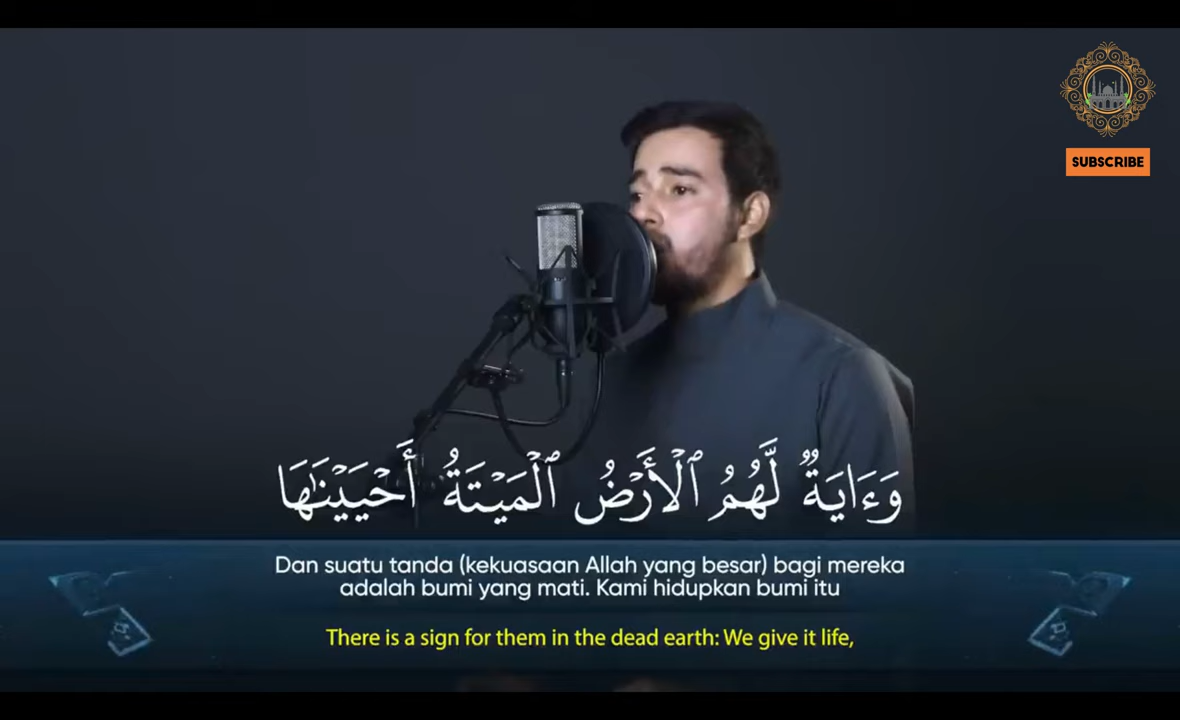 SUBSCRIBE
وَءَايَةٌ لَّهُمُ ٱلْأَرْضُ ٱلْمَيْتَةُ أَحْيَيْنَـٰهَا
Dan suatu tanda (kekuasaan Allah yang besar) bagi mereka
adalah bumi yang mati. Kami hidupkan bumi itu
There is a sign for them in the dead earth: We give it life,